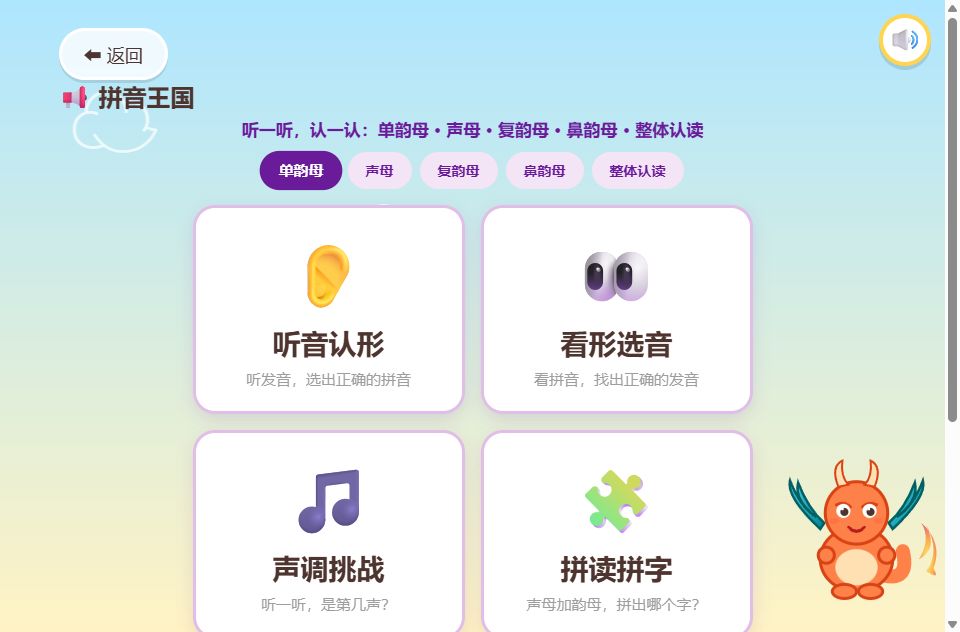 返回
拼音王国
听一听，认一认：单韵母·声母·复韵母·鼻韵母·整体认读
单韵母 声母 复韵母 鼻韵母 整体认读
听音认形
听发音，选出正确的拼音
看形选音
看拼音，找出正确的发音
声调挑战
听一听，是第几声？
拼读拼字
声母加韵母，拼出哪个字？